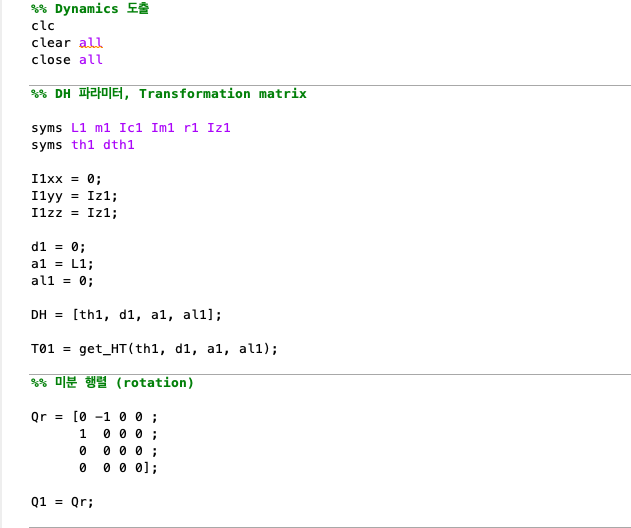 %% Dynamics 도출
clc
clear all
close all
%% DH 파라미터, Transformation matrix
syms L1 m1 Ic1 Im1 r1 Iz1
syms th1 dth1
I1xx = 0;
I1yy = Iz1;
I1zz = Iz1;
d1 = 0;
a1 = L1;
al1 = 0;
DH = [th1, d1, a1, al1];
T01 = get_HT(th1, d1, a1, al1);
%% 미분 행렬 (rotation)
Qr = [0 -1 0 0 ;
1 0 0 0 ;
0 0 0 0 ;
0 0 0 0];
Q1 = Qr;